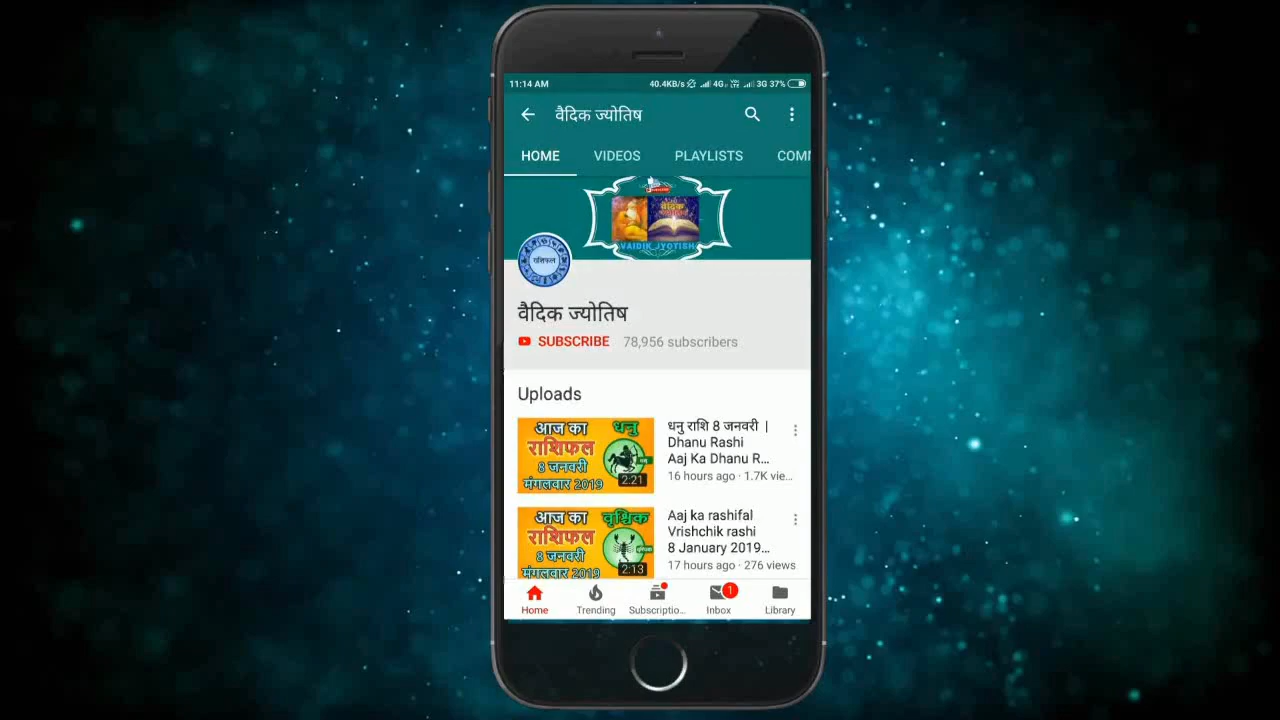 11:14 AM
40.4KB/s 4G 3G 37%
वैदिक ज्योतिष
HOME VIDEOS PLAYLISTS COM
वैदिक
VAIDIK JYOTISH
राशिफल
वैदिक ज्योतिष
SUBSCRIBE 78,956 subscribers
Uploads
आज का धनु
राशिफल
8 जनवरी
मंगलवार 2019
2:21
धनु राशि 8 जनवरी |
Dhanu Rashi
Aaj Ka Dhanu R...
16 hours ago · 1.7K vie...
आज का वृश्चिक
राशिफल
8 जनवरी
मंगलवार 2019
2:13
Aaj ka rashifal
Vrishchik rashi
8 January 2019...
17 hours ago · 276 views
1
Home Trending Subscriptio... Inbox Library